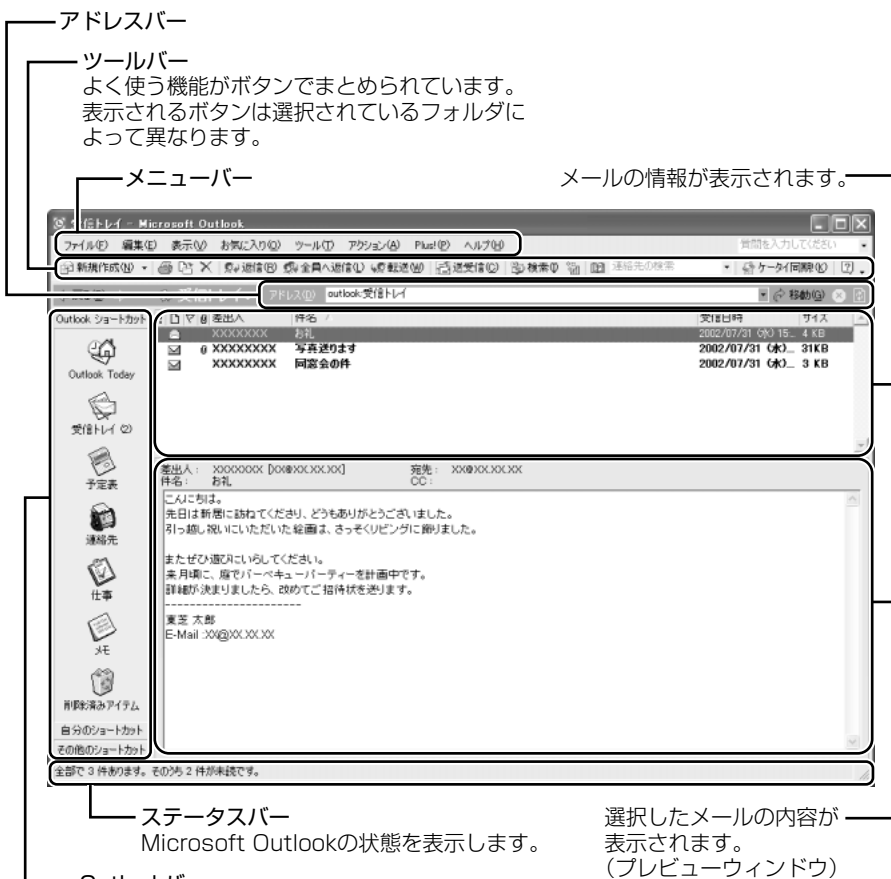 アドレスバー
ツールバー
よく使う機能がボタンでまとめられています。
表示されるボタンは選択されているフォルダに
よって異なります。
メニューバー
メールの情報が表示されます。
受信トレイ - Microsoft Outlook
ファイル(F) 編集(E) 表示(V) お気に入り(O) ツール(T) アクション(A) Plus!(P) ヘルプ(H) 質問を入力してください
新規作成(N) 返信(R) 全員へ返信(L) 転送(W) 送受信(C) 検索(I) 連絡先の検索 ケータイ同期(K)
アドレス(D) outlook:受信トレイ 移動(G)
Outlook ショートカット
差出人 件名 受信日時 サイズ
XXXXXXX お礼 2002/07/31 (水) 15... 4 KB
XXXXXXXX 写真送ります 2002/07/31 (水)... 31KB
XXXXXXXX 同窓会の件 2002/07/31 (水)... 3 KB
Outlook Today
受信トレイ (2)
予定表
連絡先
仕事
メモ
削除済みアイテム
自分のショートカット
その他のショートカット
差出人: XXXXXXX [XX@XX.XX.XX] 宛先: XX@XX.XX.XX
件名: お礼 CC:
こんにちは。
先日は新居に訪ねてくださり、どうもありがとうございました。
引っ越し祝いにいただいた絵画は、さっそくリビングに飾りました。
またぜひ遊びにいらしてください。
来月頃に、庭でバーベキューパーティーを計画中です。
詳細が決まりましたら、改めてご招待状を送ります。
----------------------
東芝 太郎
E-Mail :XX@XX.XX.XX
全部で 3 件あります。そのうち 2 件が未読です。
ステータスバー
Microsoft Outlookの状態を表示します。
選択したメールの内容が
表示されます。
（プレビューウィンドウ）